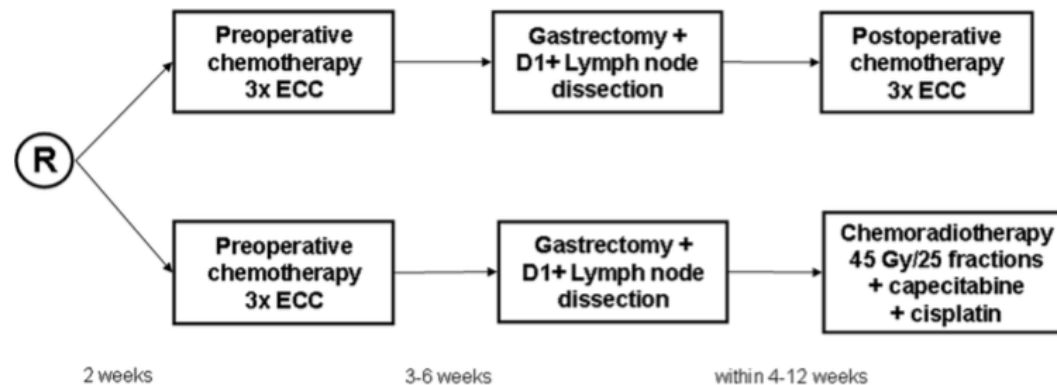 R
Preoperative
chemotherapy
3x ECC
Gastrectomy +
D1+ Lymph node
dissection
Postoperative
chemotherapy
3x ECC
Preoperative
chemotherapy
3x ECC
Gastrectomy +
D1+ Lymph node
dissection
Chemoradiotherapy
45 Gy/25 fractions
+ capecitabine
+ cisplatin
2 weeks
3-6 weeks
within 4-12 weeks